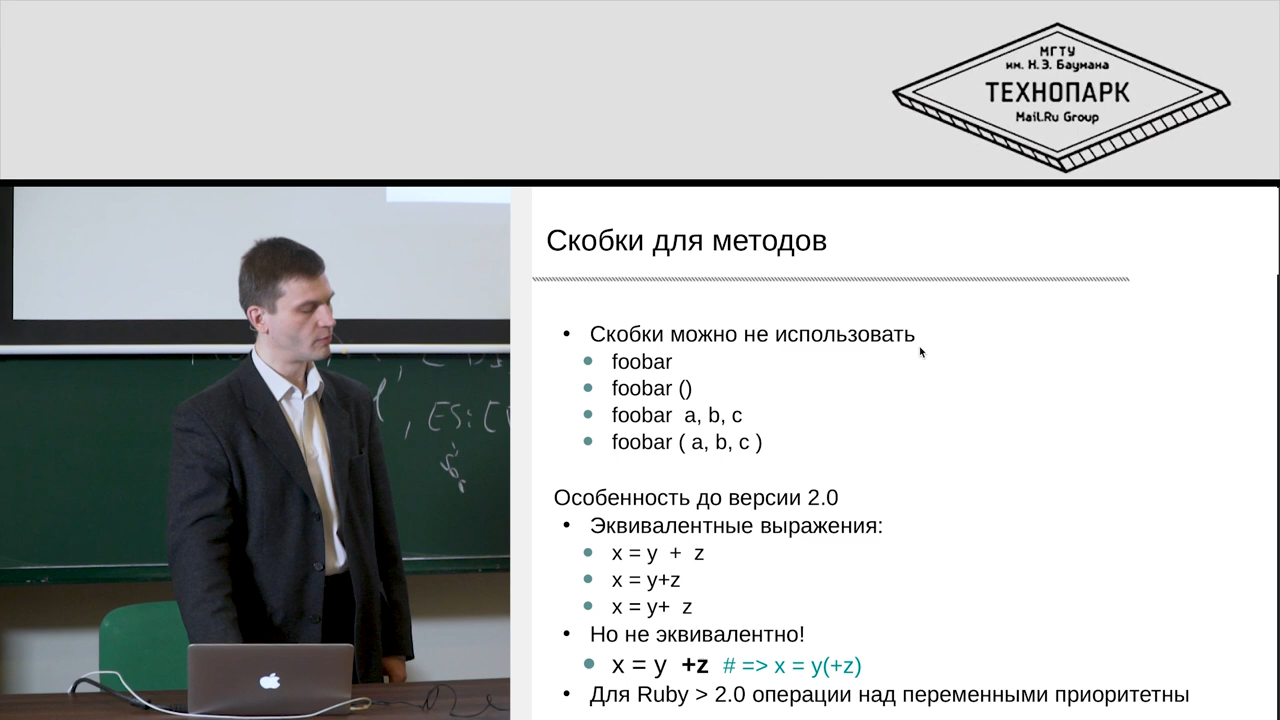 МГТУ
им. Н.Э. Баумана
ТЕХНОПАРК
Mail.Ru Group
Скобки для методов
• Скобки можно не использовать
• foobar
• foobar ()
• foobar a, b, c
• foobar ( a, b, c )
Особенность до версии 2.0
• Эквивалентные выражения:
• x = y + z
• x = y+z
• x = y+ z
• Но не эквивалентно!
• x = y +z # => x = y(+z)
• Для Ruby > 2.0 операции над переменными приоритетны